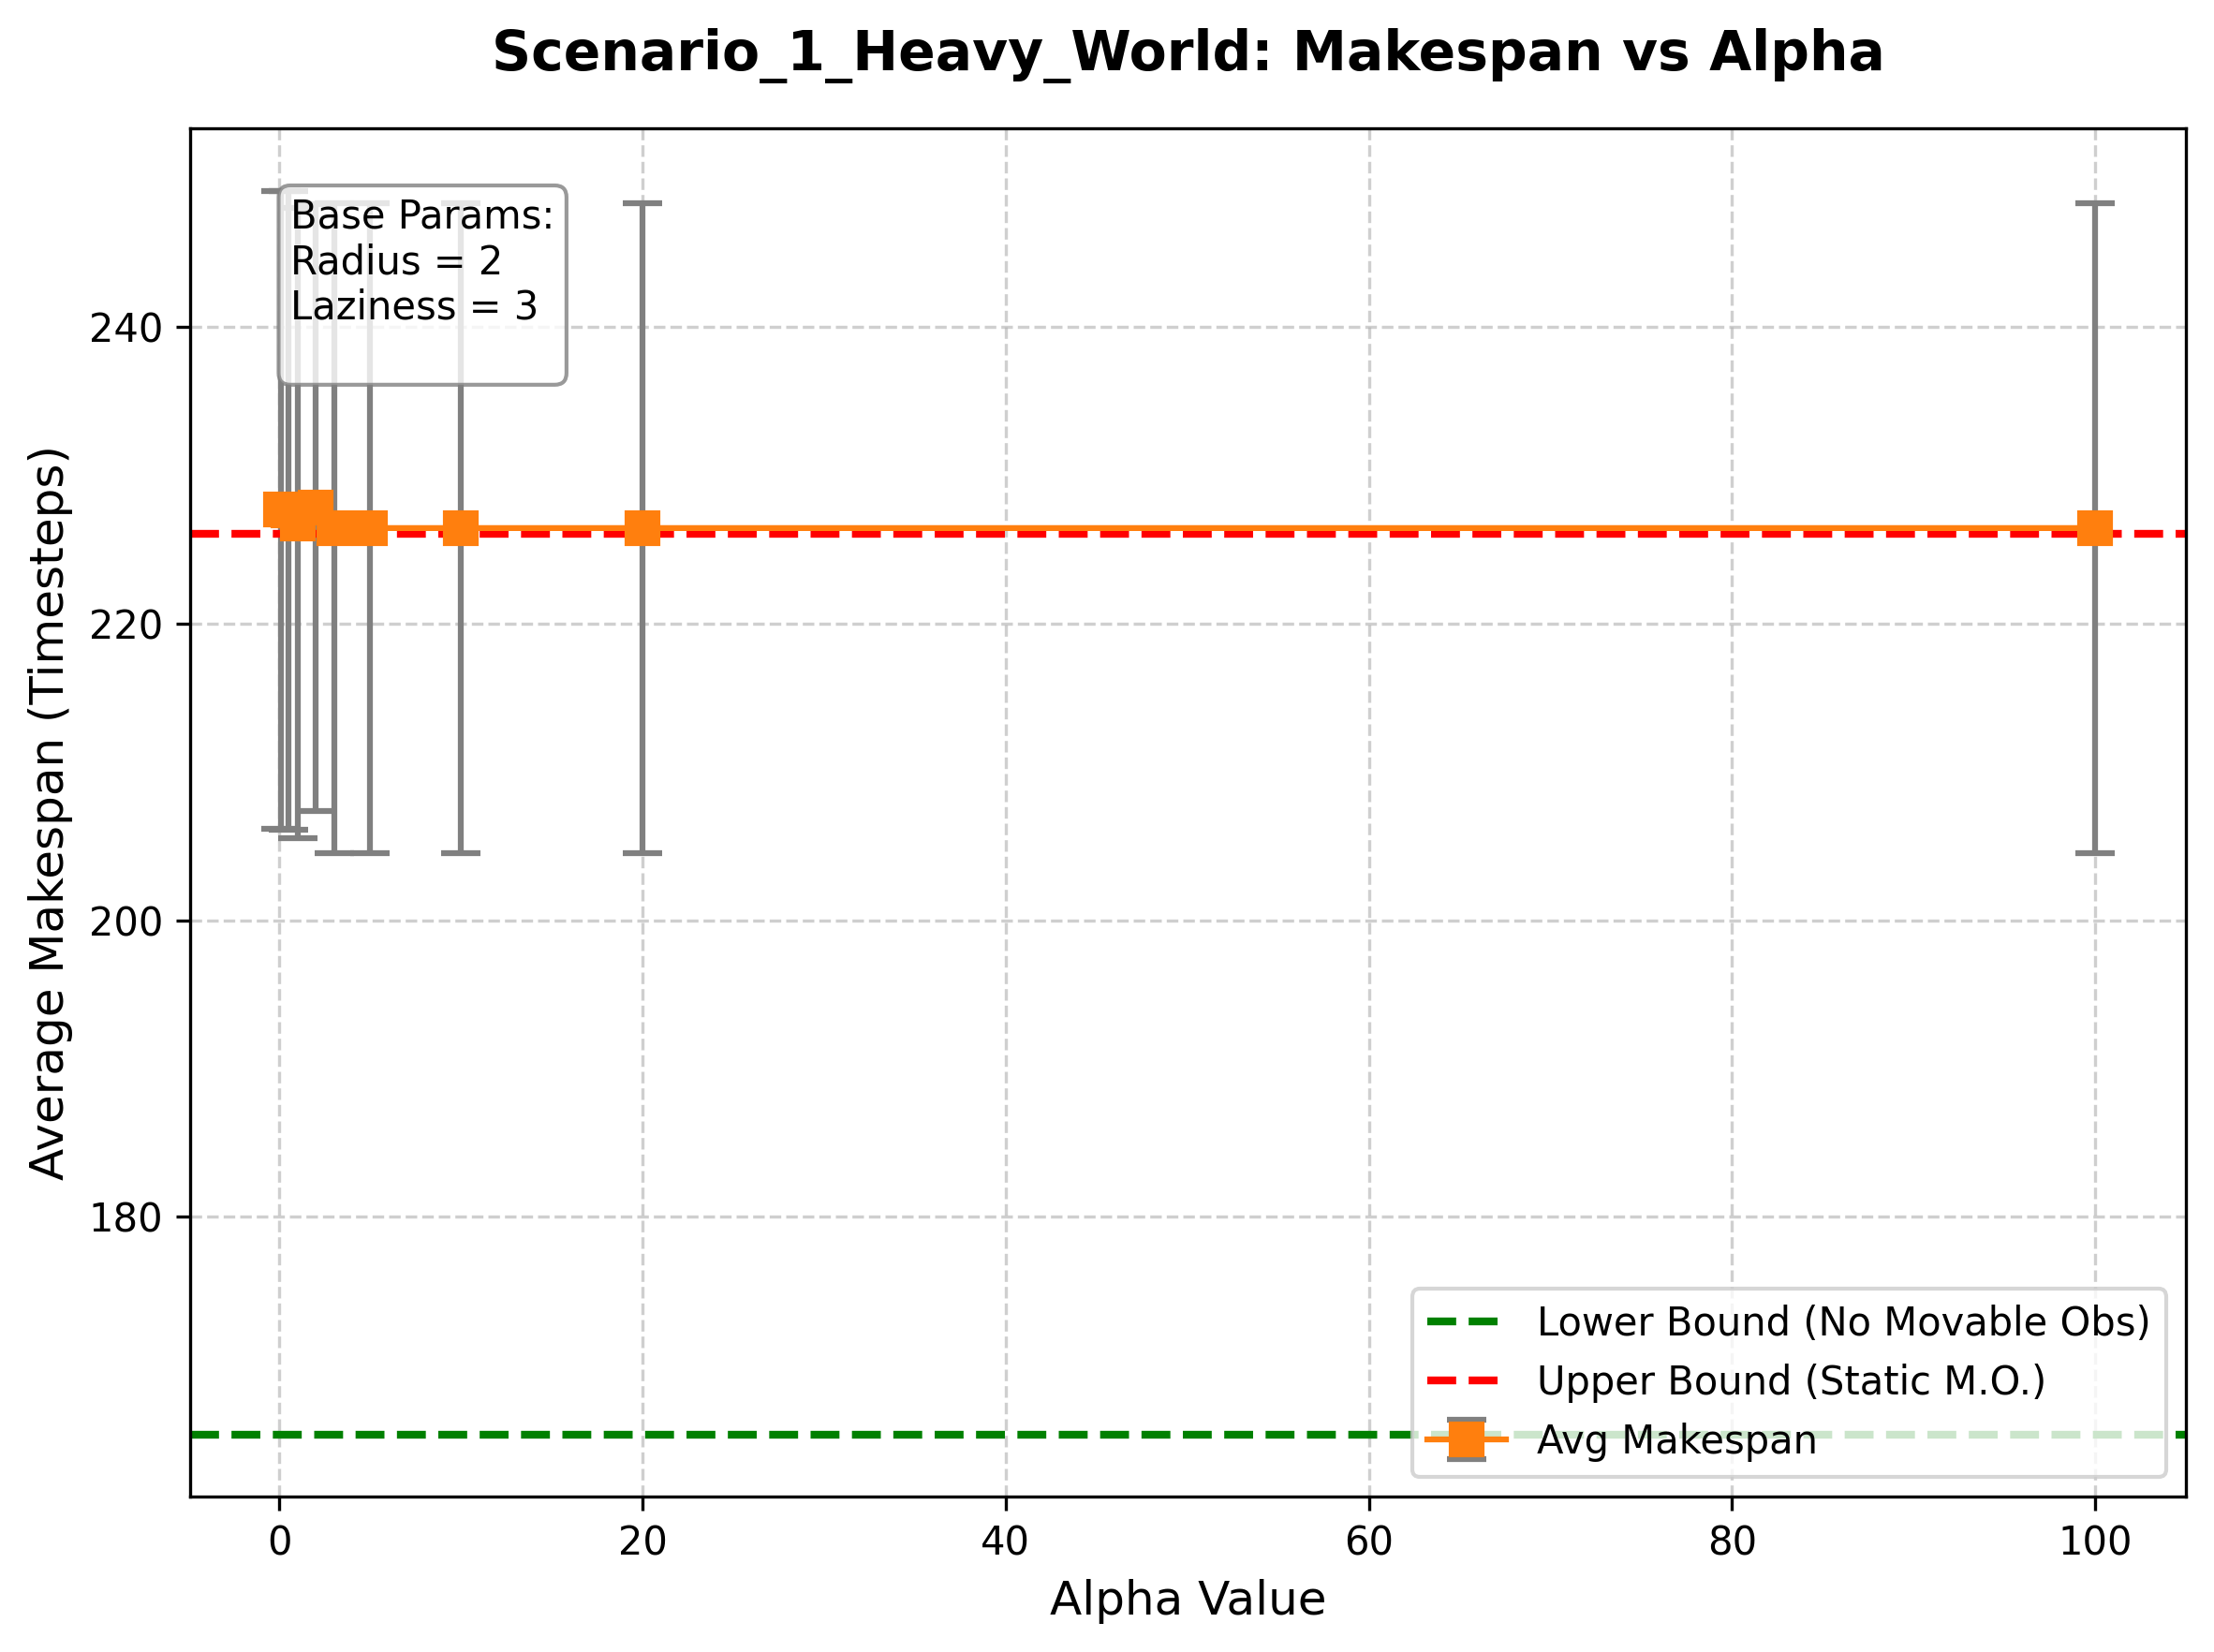 Scenario_1_Heavy_World: Makespan vs Alpha
Base Params:
Radius = 2
Laziness = 3
Average Makespan (Timesteps)
240
220
200
180
Lower Bound (No Movable Obs)
Upper Bound (Static M.O.)
Avg Makespan
0 20 40 60 80 100
Alpha Value